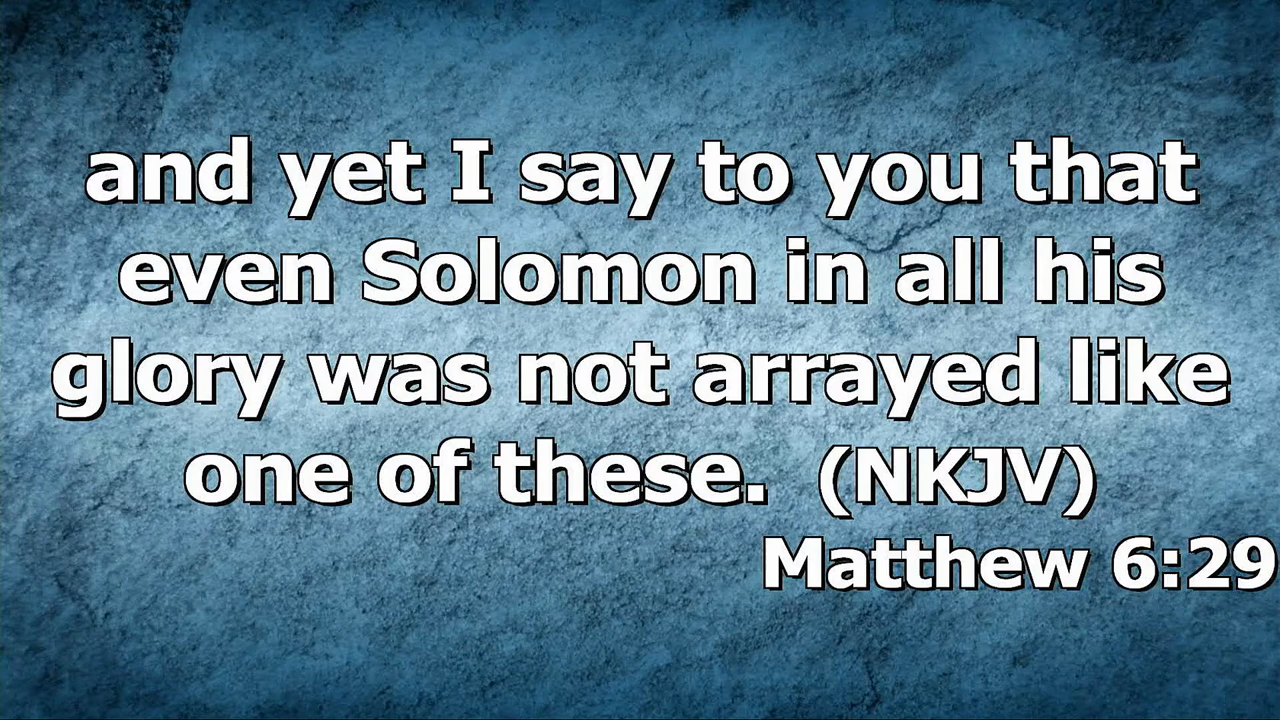 and yet I say to you that
even Solomon in all his
glory was not arrayed like
one of these.  (NKJV)
Matthew 6:29